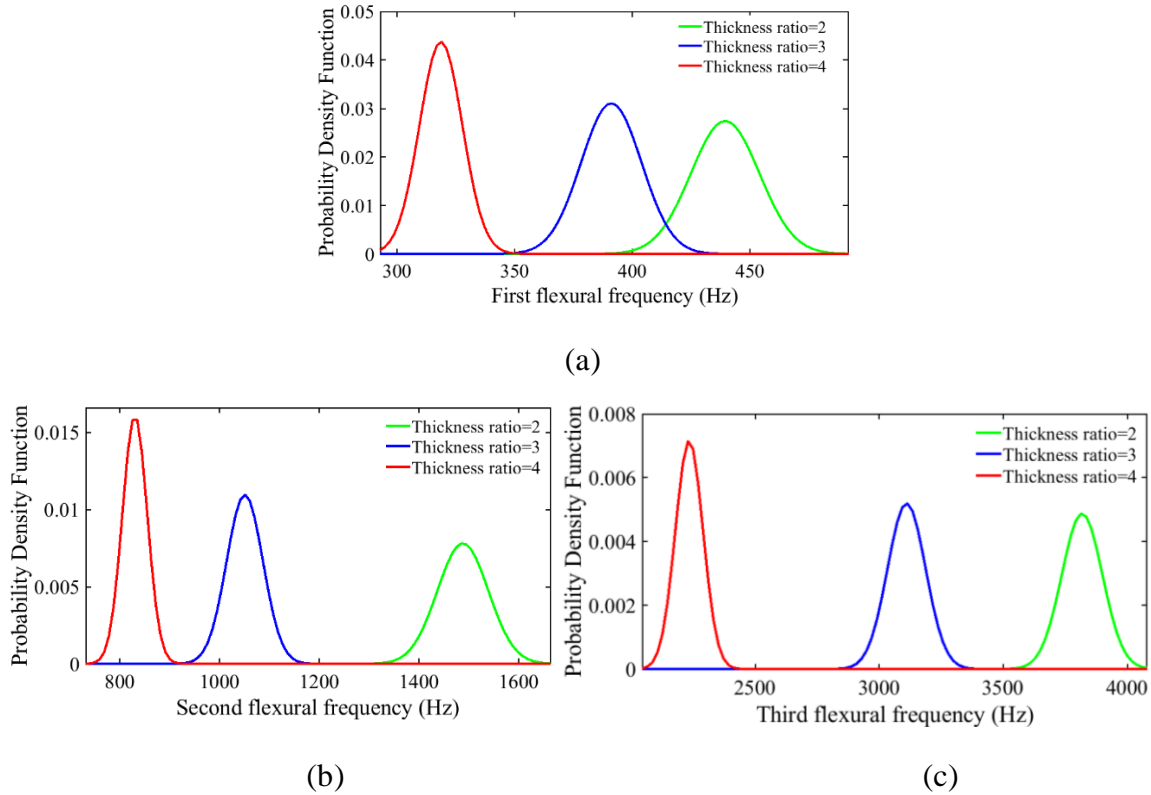 Probability Density Function
0.05
0.04
0.03
0.02
0.01
0
Thickness ratio=2
Thickness ratio=3
Thickness ratio=4
300 350 400 450
First flexural frequency (Hz)
(a)
Probability Density Function
0.015
0.01
0.005
0
Thickness ratio=2
Thickness ratio=3
Thickness ratio=4
800 1000 1200 1400 1600
Second flexural frequency (Hz)
(b)
Probability Density Function
0.008
0.006
0.004
0.002
0
Thickness ratio=2
Thickness ratio=3
Thickness ratio=4
2500 3000 3500 4000
Third flexural frequency (Hz)
(c)